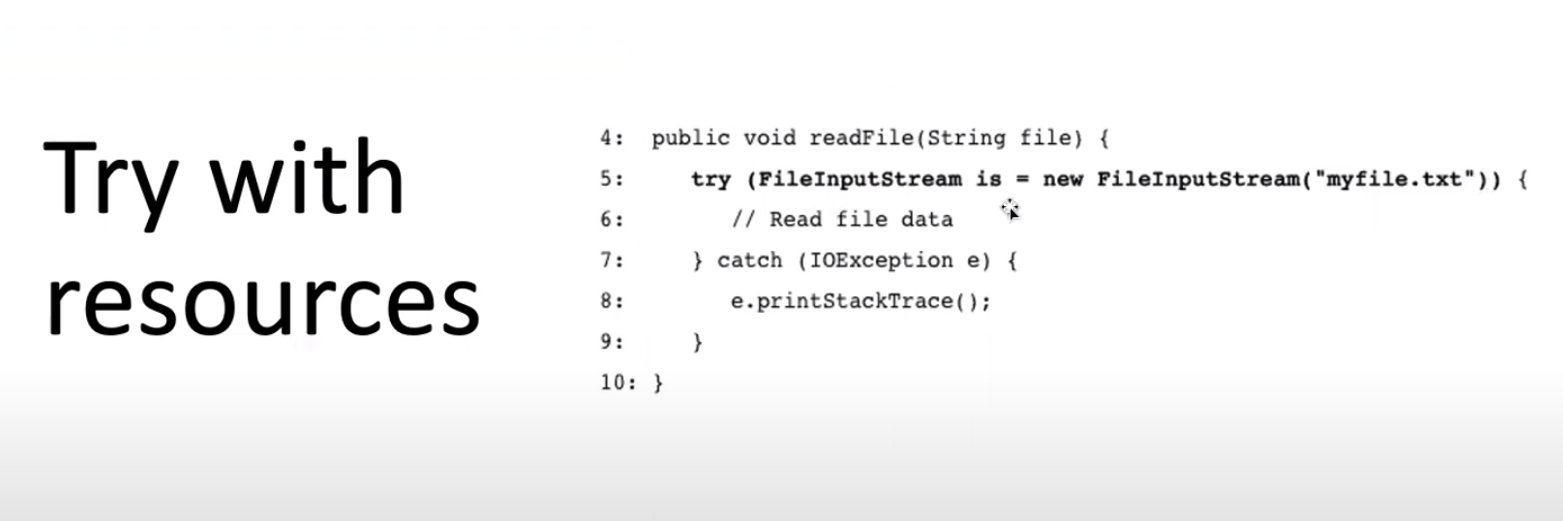 Try with
resources
4: public void readFile(String file) {
5: try (FileInputStream is = new FileInputStream("myfile.txt")) {
6: // Read file data
7: } catch (IOException e) {
8: e.printStackTrace();
9: }
10: }